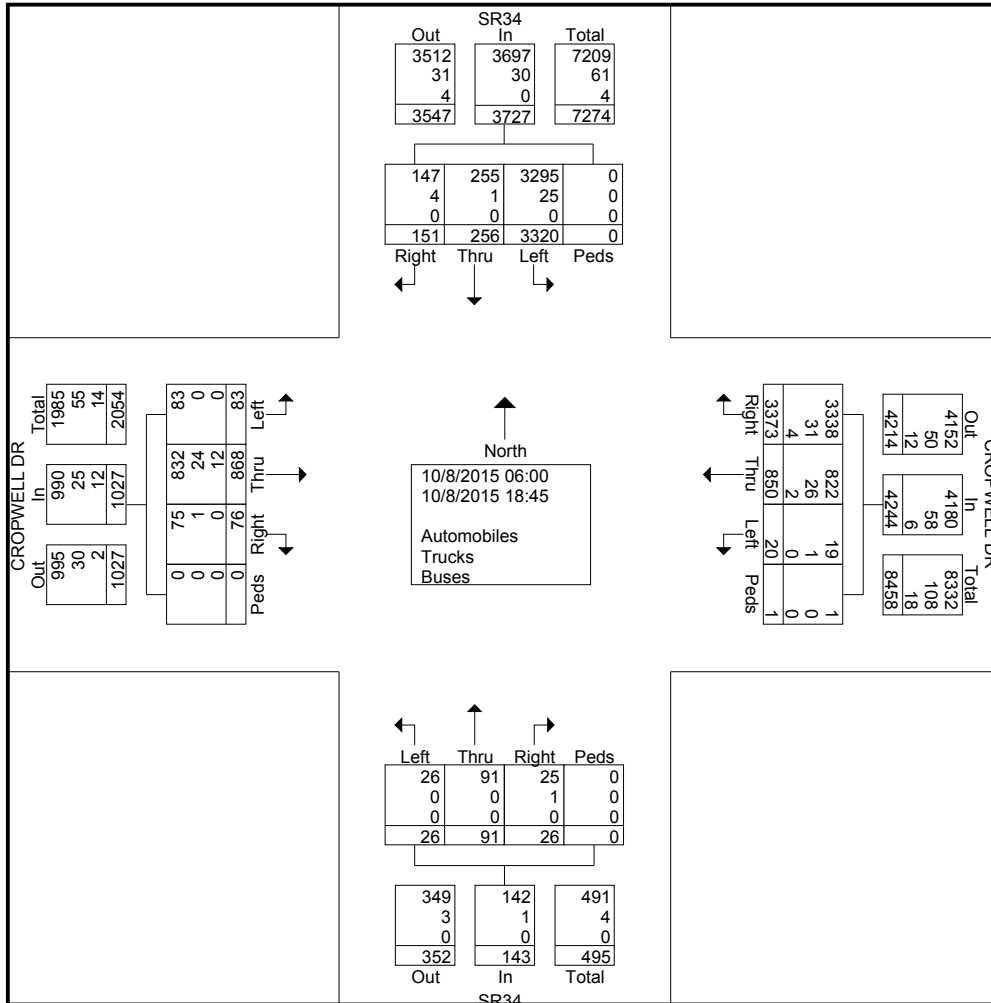 SR34
Out In Total
3512 3697 7209
31 30 61
4 0 4
3547 3727 7274
147 255 3295 0
4 1 25 0
0 0 0 0
151 256 3320 0
Right Thru Left Peds
CROPWELL DR
Total In Out
1985 990 995
55 25 30
14 12 2
2054 1027 1027
83 832 75 0
0 24 1 0
0 12 0 0
83 868 76 0
Left Thru Right Peds
North
10/8/2015 06:00
10/8/2015 18:45
Automobiles
Trucks
Buses
Right Thru Left Peds
3373 850 20 1
4 2 0 0
31 26 1 0
3338 822 19 1
CROPWELL DR
Out In Total
4152 4180 8332
50 58 108
12 6 18
4214 4244 8458
Left Thru Right Peds
26 91 25 0
0 0 1 0
0 0 0 0
26 91 26 0
349 142 491
3 1 4
0 0 0
352 143 495
Out In Total
SR34